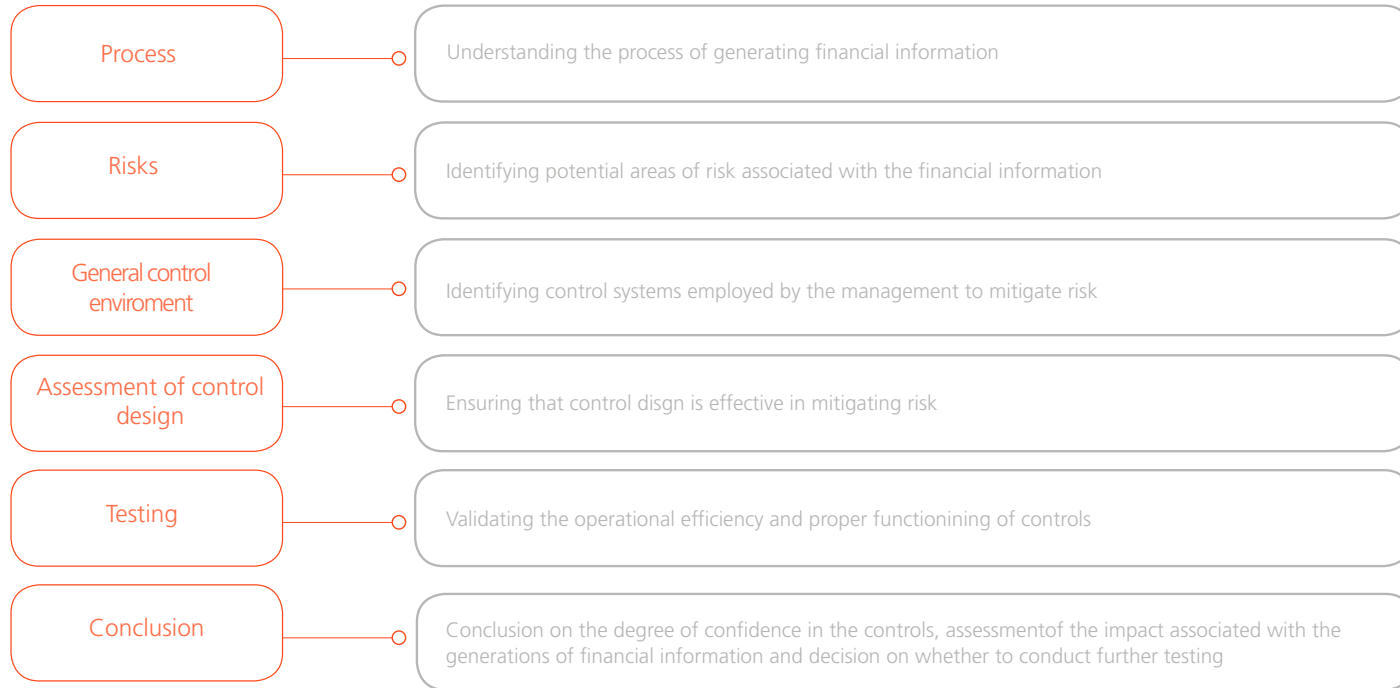 Process
Understanding the process of generating financial information
Risks
Identifying potential areas of risk associated with the financial information
General control
enviroment
Identifying control systems employed by the management to mitigate risk
Assessment of control
design
Ensuring that control disgn is effective in mitigating risk
Testing
Validating the operational efficiency and proper functionining of controls
Conclusion
Conclusion on the degree of confidence in the controls, assessmentof the impact associated with the
generations of financial information and decision on whether to conduct further testing